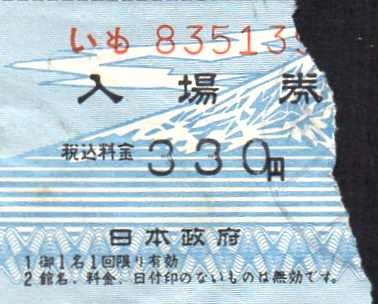 いも 835139
入場券
税込料金 330円
日本政府
1 御1名1回限り有効
2 館名、料金、日付印のないものは無効です。